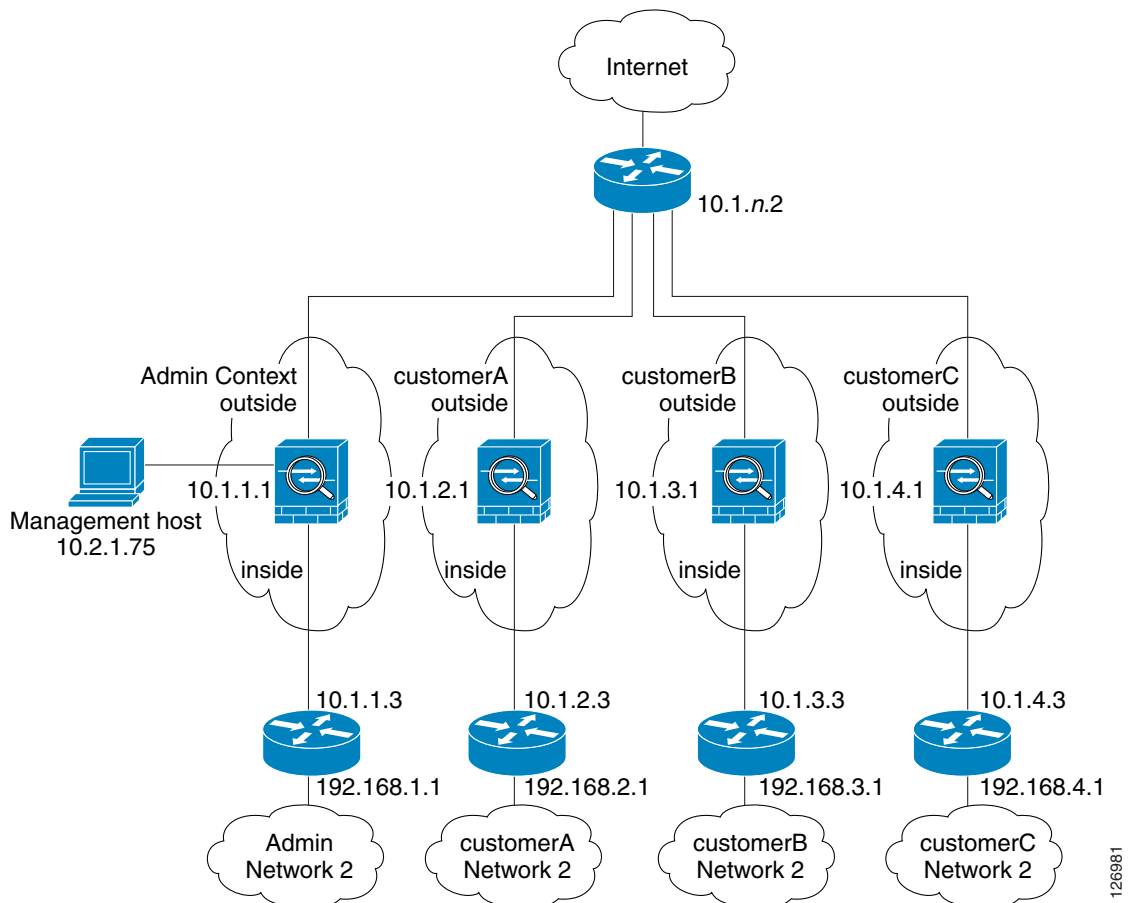 Internet
10.1.n.2
Admin Context
outside
customerA
outside
customerB
outside
customerC
outside
10.1.1.1
10.1.2.1
10.1.3.1
10.1.4.1
Management host
10.2.1.75
inside
inside
inside
inside
10.1.1.3
10.1.2.3
10.1.3.3
10.1.4.3
192.168.1.1
192.168.2.1
192.168.3.1
192.168.4.1
Admin
Network 2
customerA
Network 2
customerB
Network 2
customerC
Network 2
126981